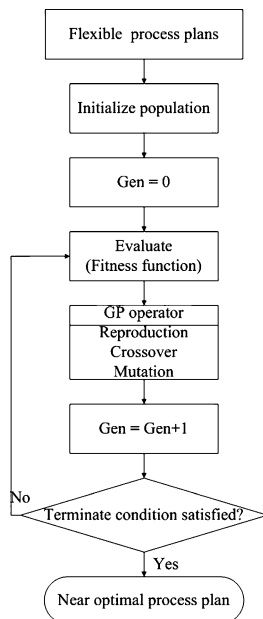 Flexible process plans
Initialize population
Gen = 0
Evaluate
(Fitness function)
GP operator
Reproduction
Crossover
Mutation
Gen = Gen+1
No
Terminate condition satisfied?
Yes
Near optimal process plan